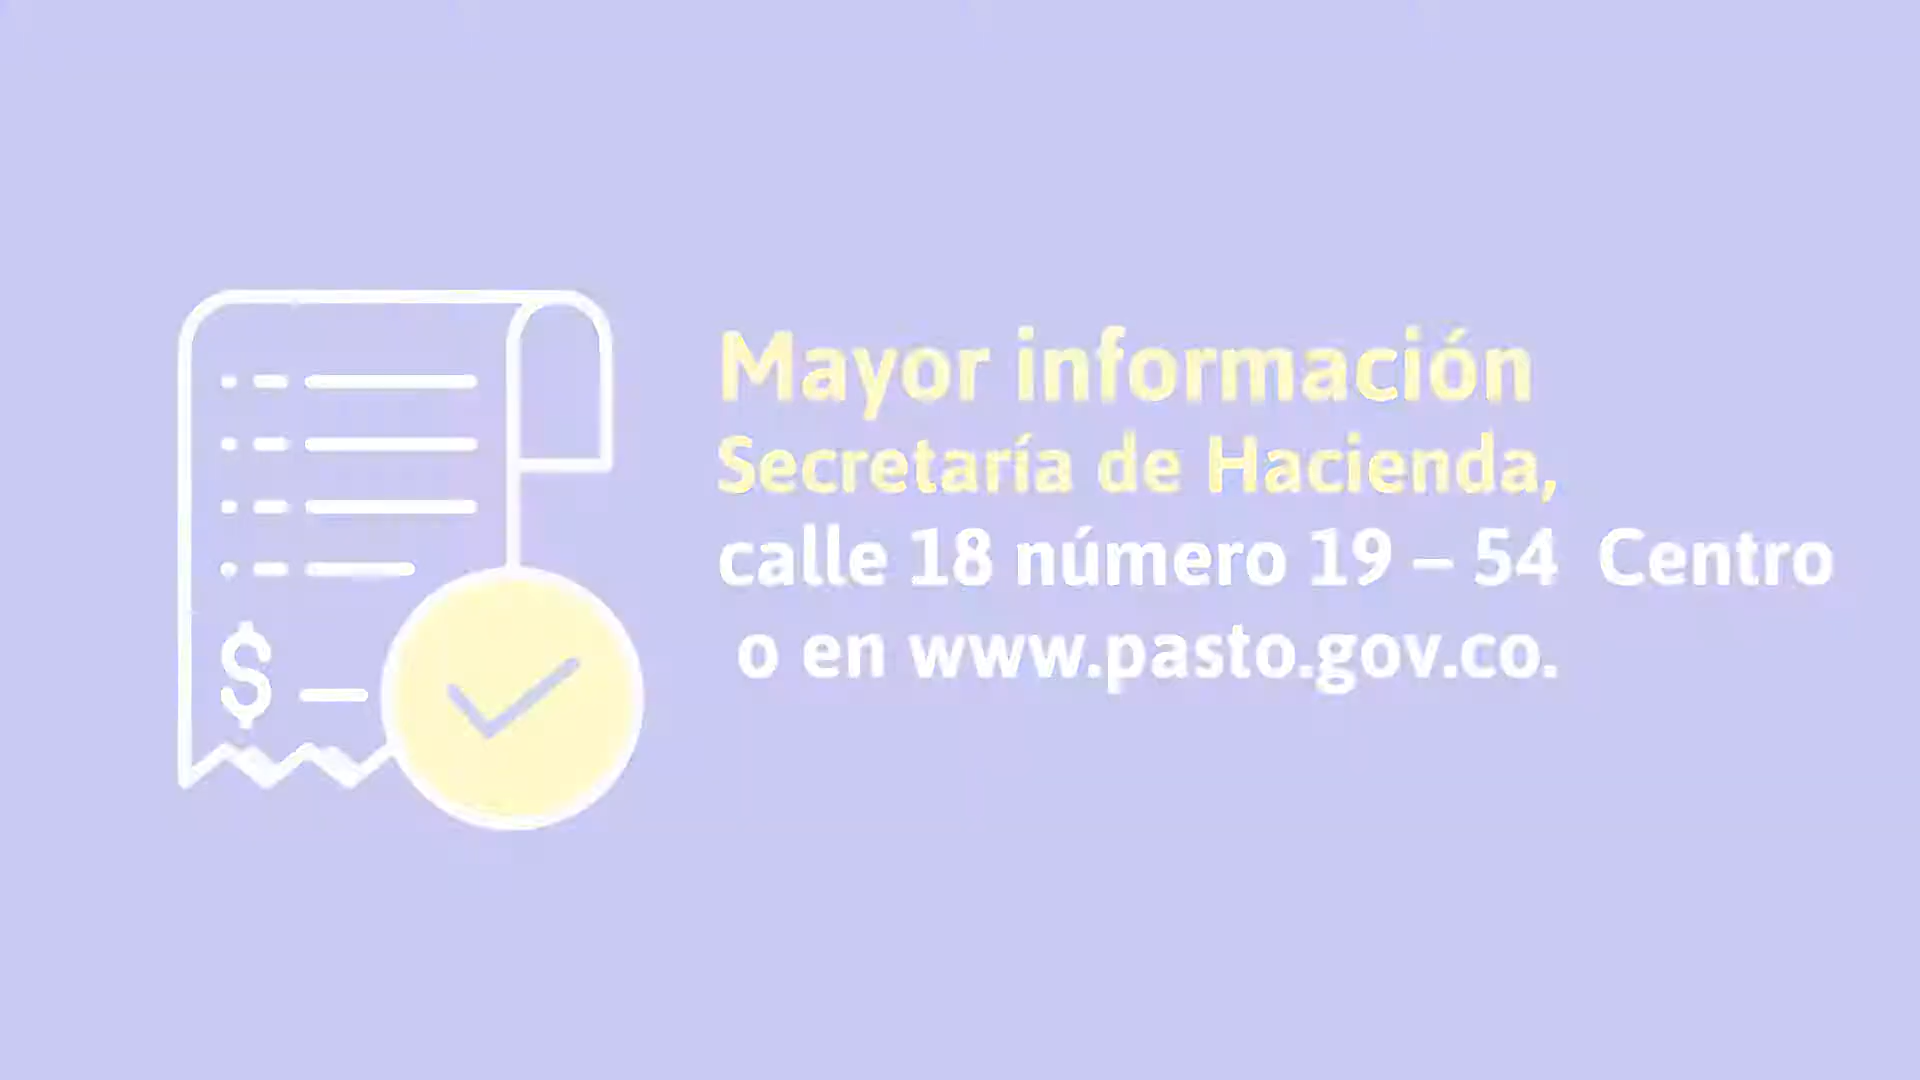 Mayor información
Secretaría de Hacienda,
calle 18 número 19 – 54 Centro
o en www.pasto.gov.co.
$